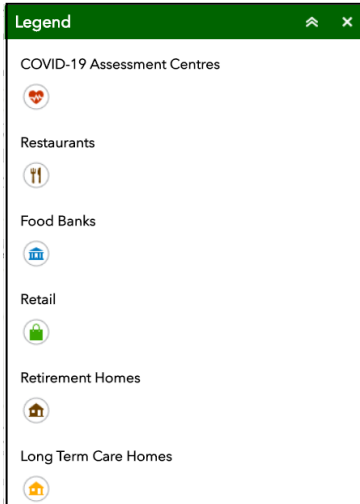 Legend
COVID-19 Assessment Centres
Restaurants
Food Banks
Retail
Retirement Homes
Long Term Care Homes